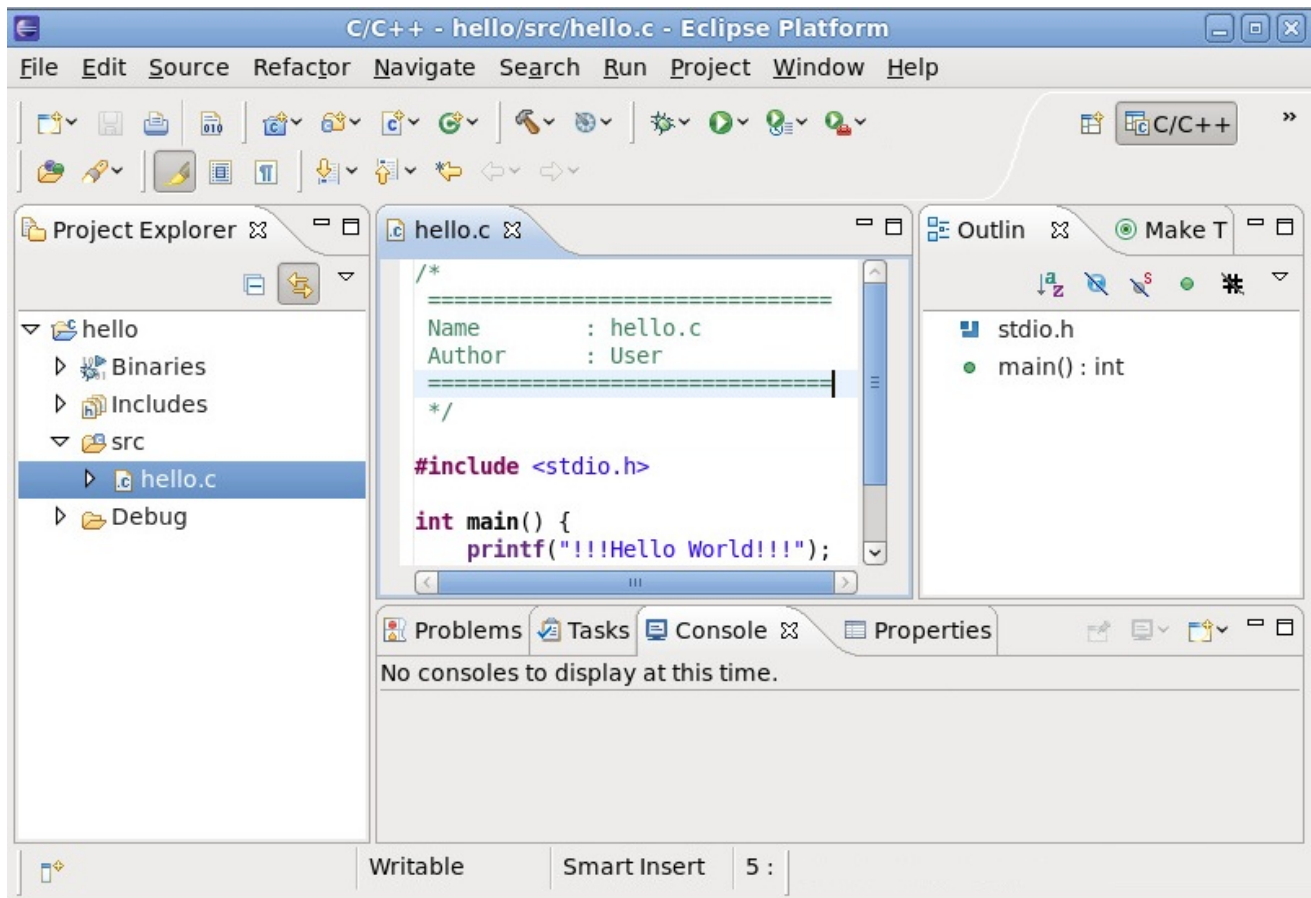 C/C++ - hello/src/hello.c - Eclipse Platform
File Edit Source Refactor Navigate Search Run Project Window Help
C/C++ »
Project Explorer
hello
Binaries
Includes
src
hello.c
Debug
hello.c
/*
===============================
Name : hello.c
Author : User
===============================
*/
#include <stdio.h>
int main() {
printf("!!!Hello World!!!");
Outlin Make T
stdio.h
main() : int
Problems Tasks Console Properties
No consoles to display at this time.
Writable Smart Insert 5 :